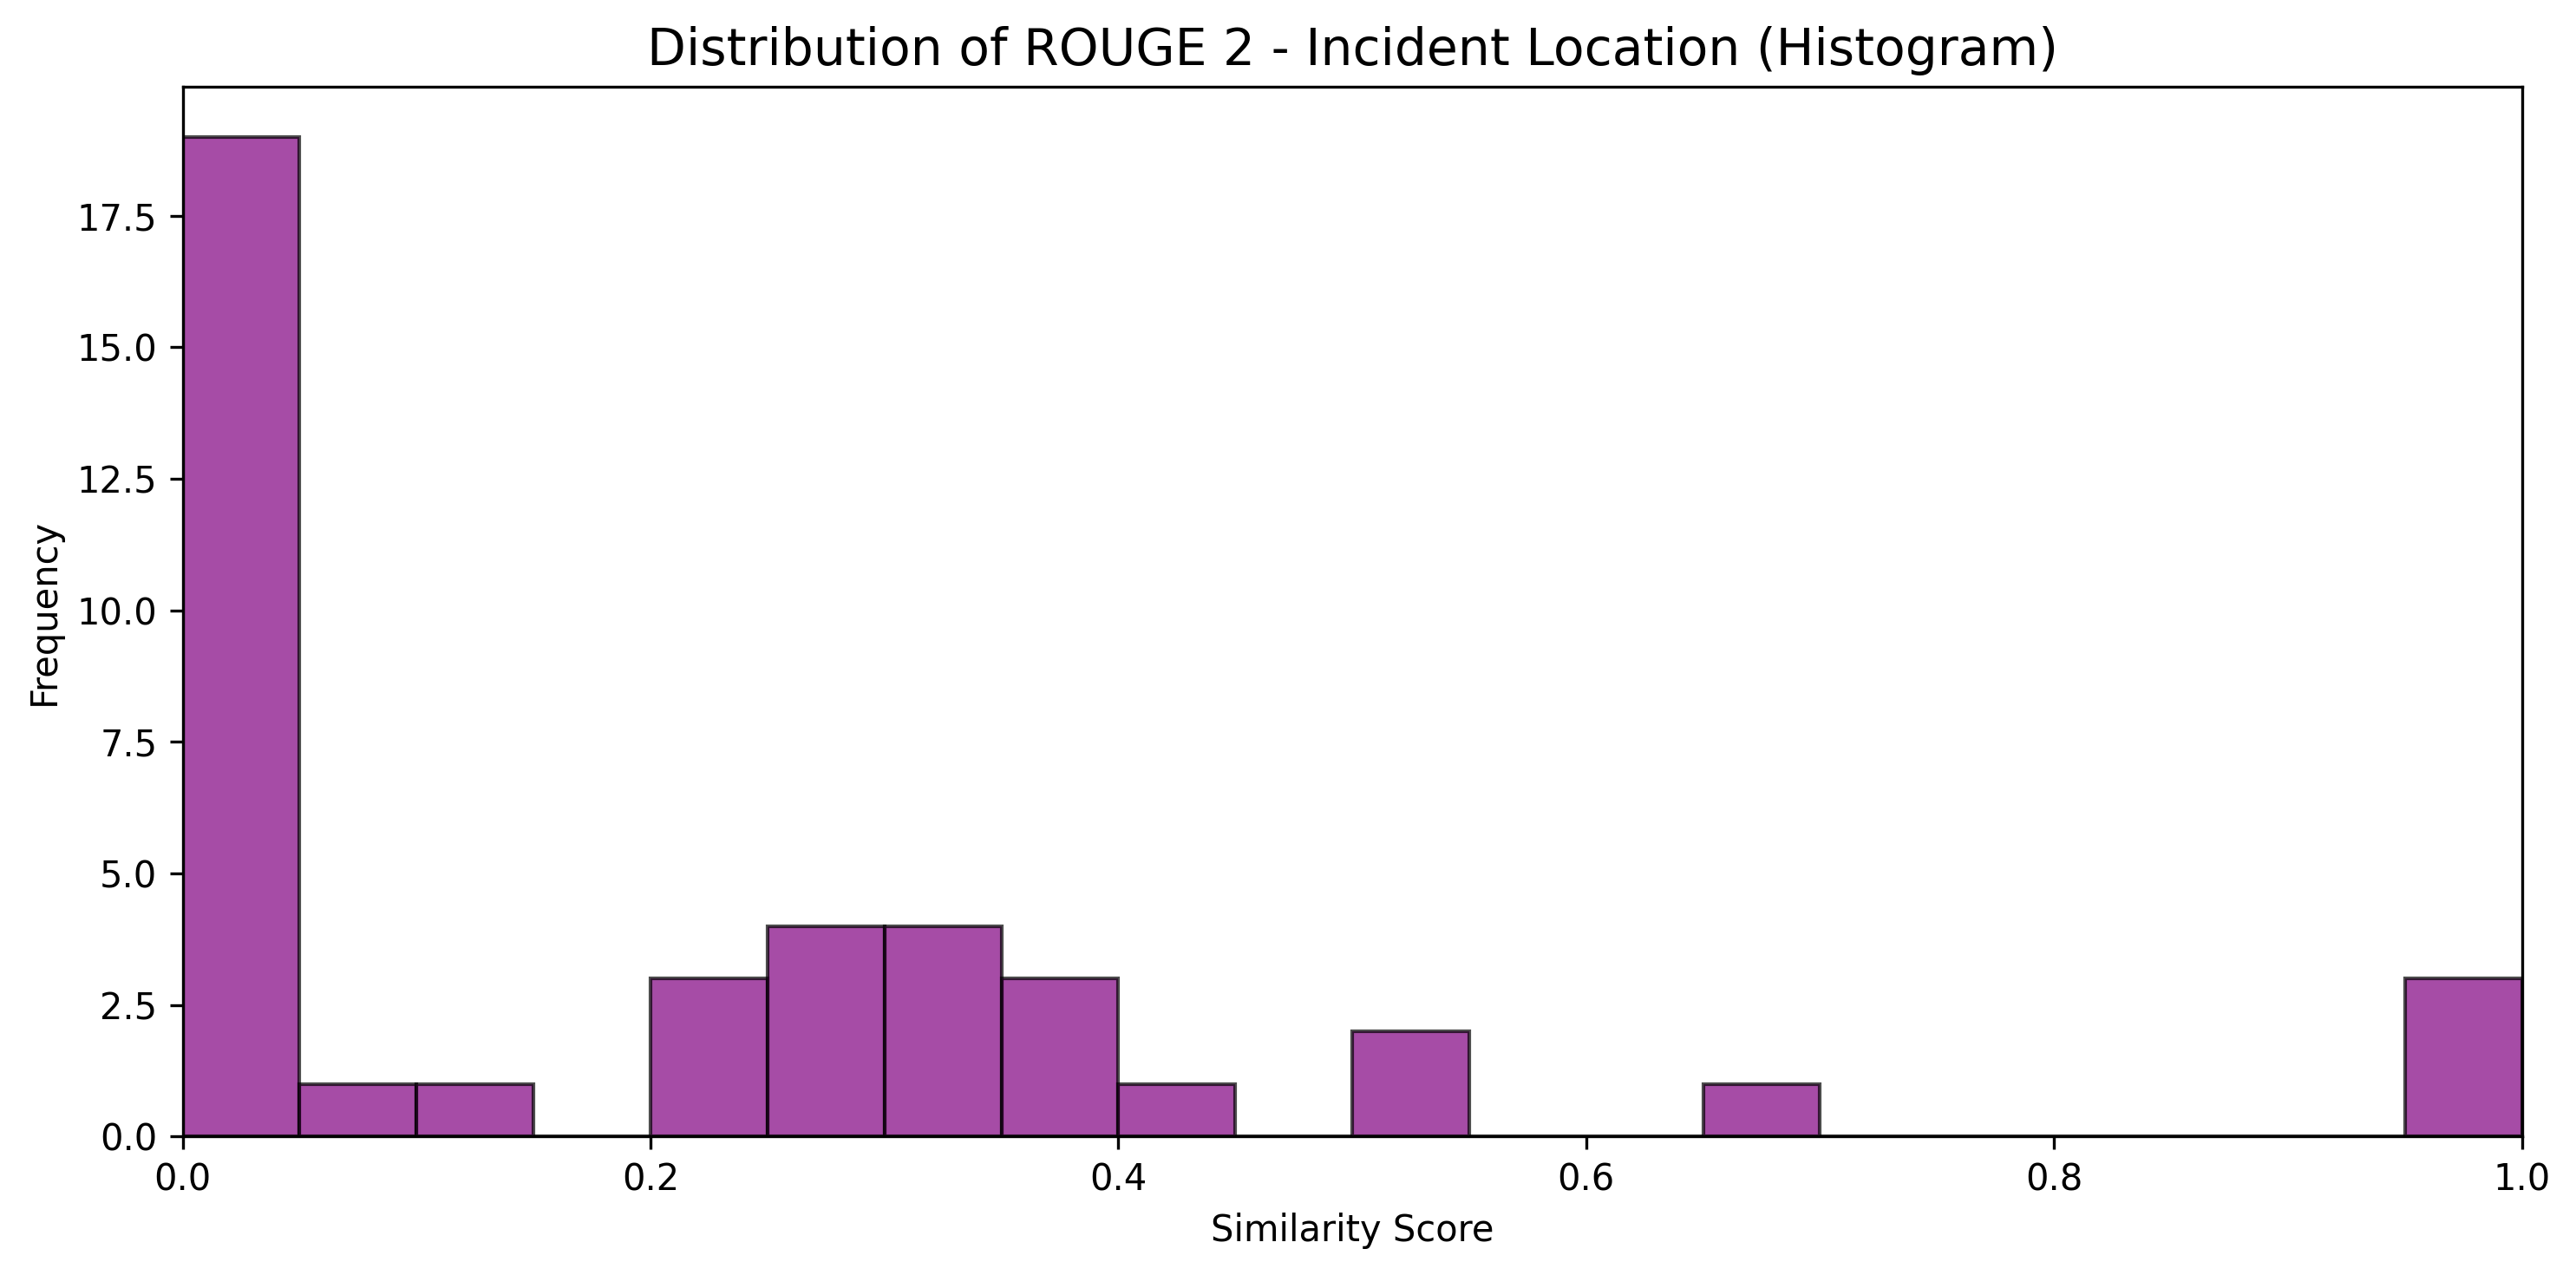 Distribution of ROUGE 2 - Incident Location (Histogram)
17.5
15.0
12.5
10.0
7.5
5.0
2.5
0.0
Frequency
0.0 0.2 0.4 0.6 0.8 1.0
Similarity Score